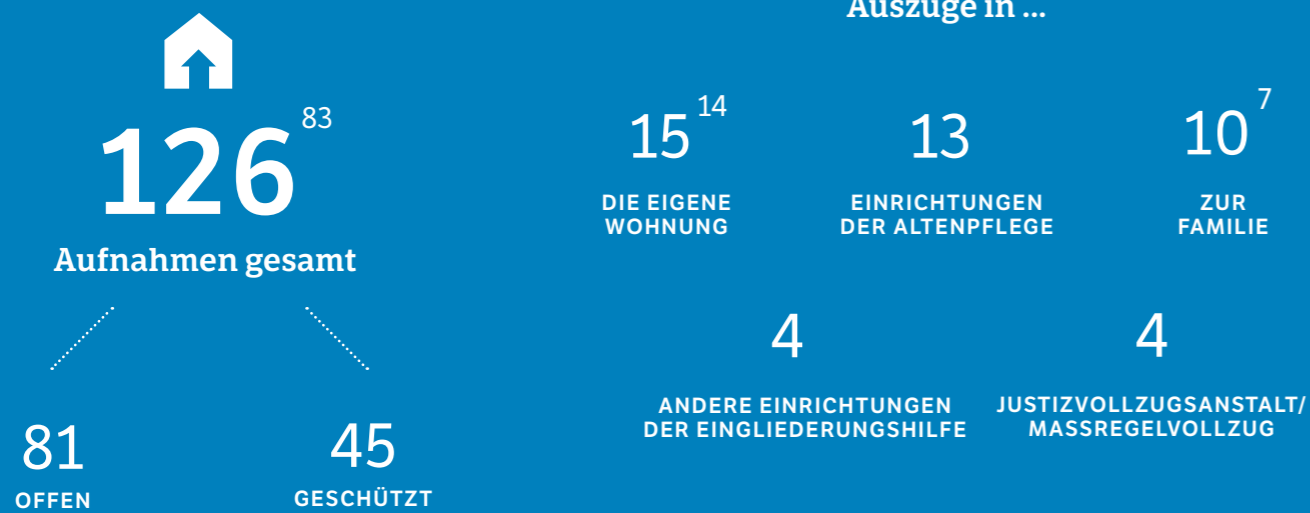 126 83
Aufnahmen gesamt
81
OFFEN
45
GESCHÜTZT
Auszüge in ...
15 14
DIE EIGENE
WOHNUNG
13
EINRICHTUNGEN
DER ALTENPFLEGE
10 7
ZUR
FAMILIE
4
ANDERE EINRICHTUNGEN
DER EINGLIEDERUNGSHILFE
4
JUSTIZVOLLZUGSANSTALT/
MASSREGELVOLLZUG